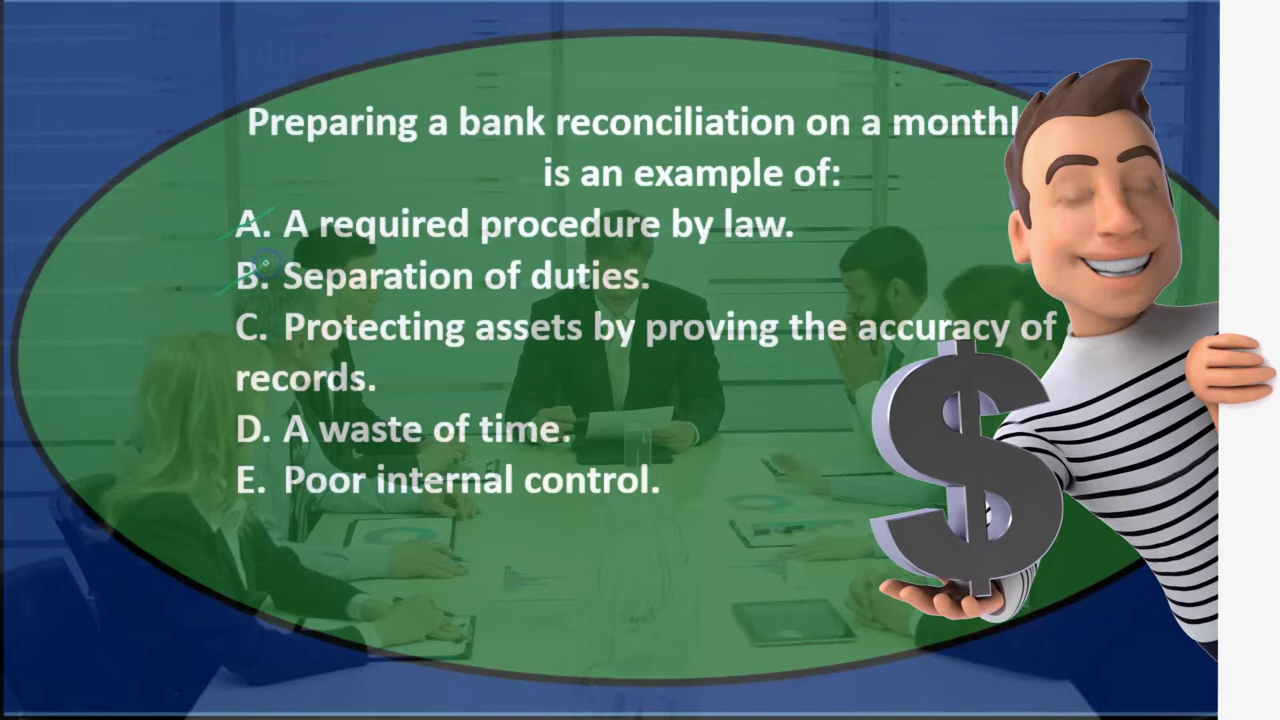 Preparing a bank reconciliation on a
is an example of:
A. A required procedure by law.
B. Separation of duties.
C. Protecting assets by proving the accuracy of
records.
D. A waste of time.
E. Poor internal control.